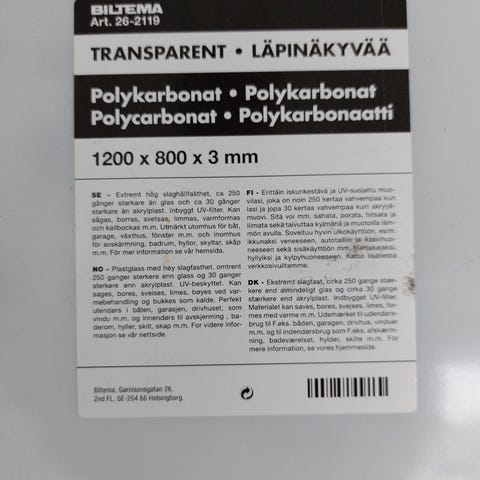 BILTEMA
Art. 26-2119
TRANSPARENT • LÄPINÄKYVÄÄ
Polykarbonat • Polykarbonat
Polycarbonat • Polykarbonaatti
1200 x 800 x 3 mm
SE - Extremt hög slaghållfasthet, ca 250
gånger starkare än glas och ca 30 gånger
starkare än akrylplast. Inbyggt UV-filter. Kan
sågas, borras, svetsas, limmas, varmformas
och kallbockas m.m. Utmärkt utomhus för båt,
garage, växthus, fönster m.m. och inomhus
för avskärmning, badrum, hyllor, skyltar, skåp
m.m. För mer information se vår hemsida.
NO - Plastglass med høy slagfasthet, omtrent
250 ganger sterkere enn glass og 30 ganger
sterkere enn akrylplast. UV-beskyttet. Kan
sages, bores, sveises, limes, bøyes ved var-
mebehandling og bukkes som kalde. Perfekt
utendørs i båten, garasjen, drivhuset, som
vindu m.m. og innendørs til avskjerming , ba-
derom, hylier, skilt, skap m.m. For videre infor-
masjon se vår nettside.
FI - Erittäin iskunkestävä ja UV-suojattu muo-
vilasi, joka on noin 250 kertaa vahvempaa kun
lasi ja jopa 30 kertaa vahvempaa kuin akryyli-
muovi. Sitä voi mm. sahata, porata, hitsata ja
liimata sekä taivuttaa kylmänä ja muotoilla läm-
mön avulla. Soveltuu hyvin ulkokäyttöön, esim.
ikkunaksi veneeseen, autotalliin ja kasvihuo-
neeseen sekä sisäkäyttöön mm. tilanjakajaksi,
hyllyiksi ja kylpyhuoneeseen. Katso lisätietoa
verkkosivuiltamme.
DK - Ekstremt slagfast, cirka 250 gange stær-
kere end almindeligt glas og cirka 30 gange
stærkere end akrylplast. Indbygget UV-filter.
Materialet kan saves, bores, svejses, limes, for-
mes med varme m.m. Udemærket til udendørs-
brug til F.eks. båden, garagen, drivhus, vinduer
m.m. og til indendørsbrug som F.eks. afskærm-
ning, badeværelset, hylder, skilte m.m. For
mere information, se vores hjemmeside.
Biltema, Garnisonsgatan 26,
2nd FL, SE-254 66 Helsingborg.